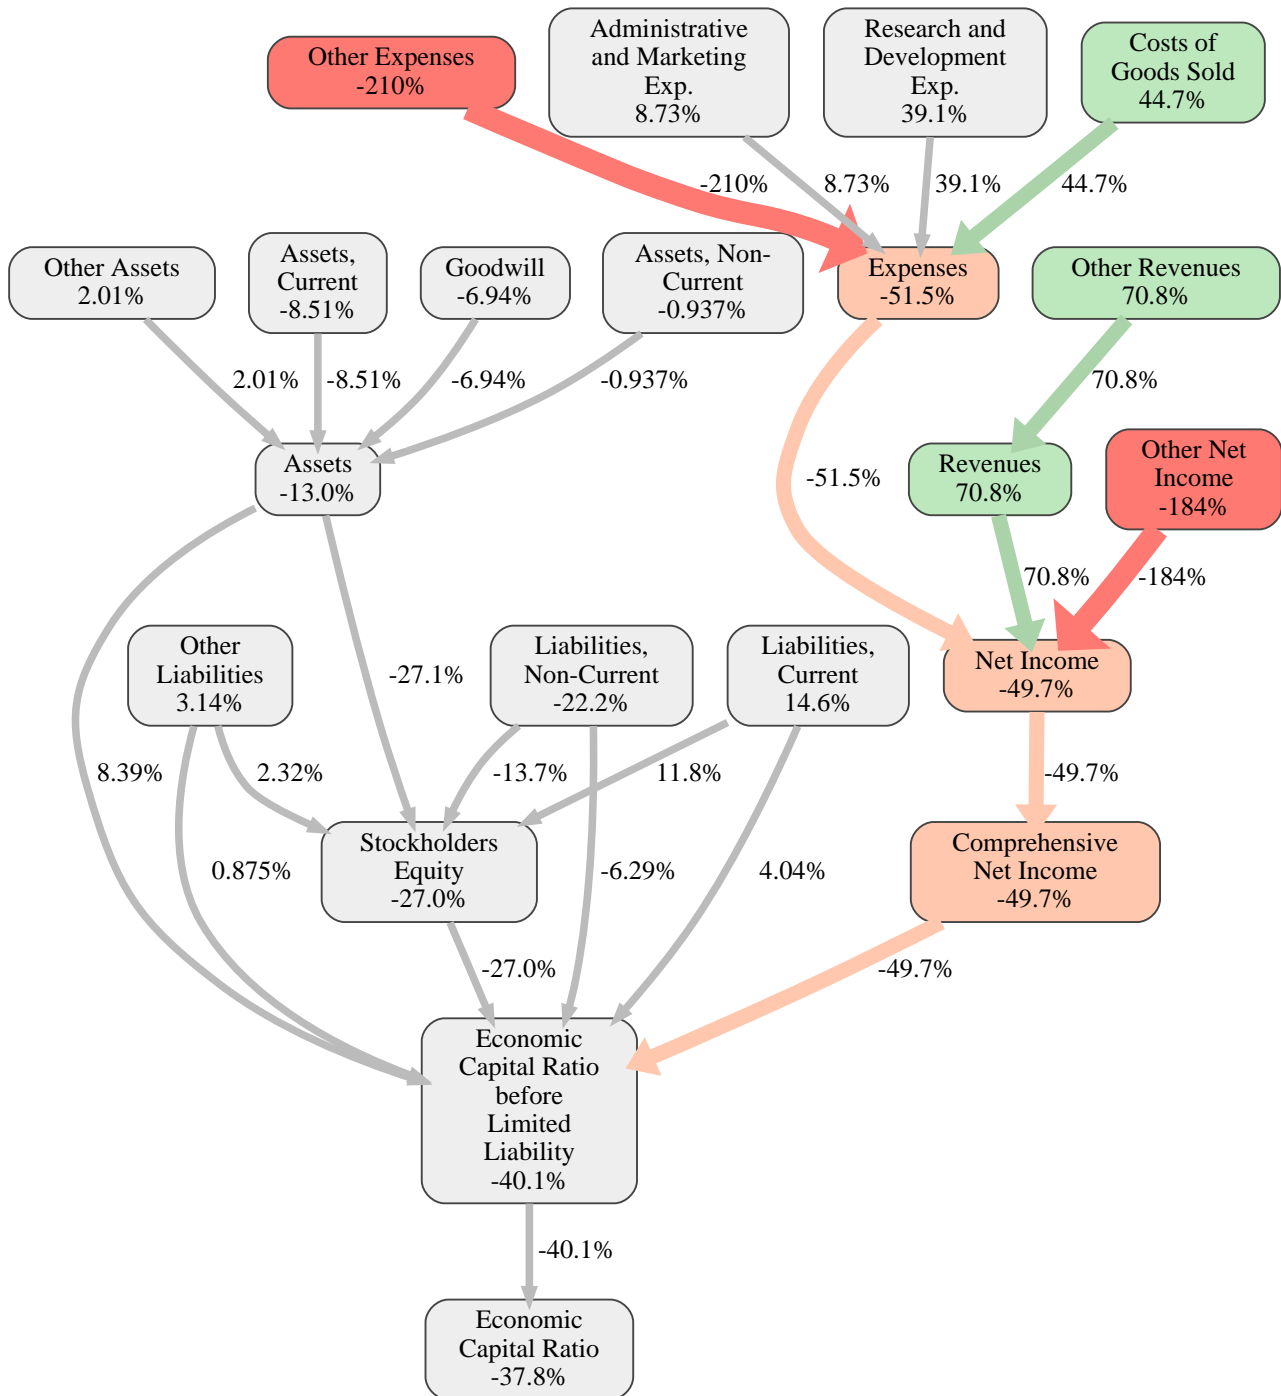 Other Expenses
-210%
Administrative
and Marketing
Exp.
8.73%
Research and
Development
Exp.
39.1%
Costs of
Goods Sold
44.7%
-210%
8.73%
39.1%
44.7%
Other Assets
2.01%
Assets,
Current
-8.51%
Goodwill
-6.94%
Assets, Non-
Current
-0.937%
Expenses
-51.5%
Other Revenues
70.8%
2.01%
-8.51%
-6.94%
-0.937%
70.8%
Assets
-13.0%
-51.5%
Revenues
70.8%
Other Net
Income
-184%
70.8%
-184%
Other
Liabilities
3.14%
-27.1%
Liabilities,
Non-Current
-22.2%
Liabilities,
Current
14.6%
Net Income
-49.7%
8.39%
2.32%
-13.7%
11.8%
-49.7%
Stockholders
Equity
-27.0%
0.875%
-6.29%
4.04%
Comprehensive
Net Income
-49.7%
-27.0%
-49.7%
Economic
Capital Ratio
before
Limited
Liability
-40.1%
-40.1%
Economic
Capital Ratio
-37.8%